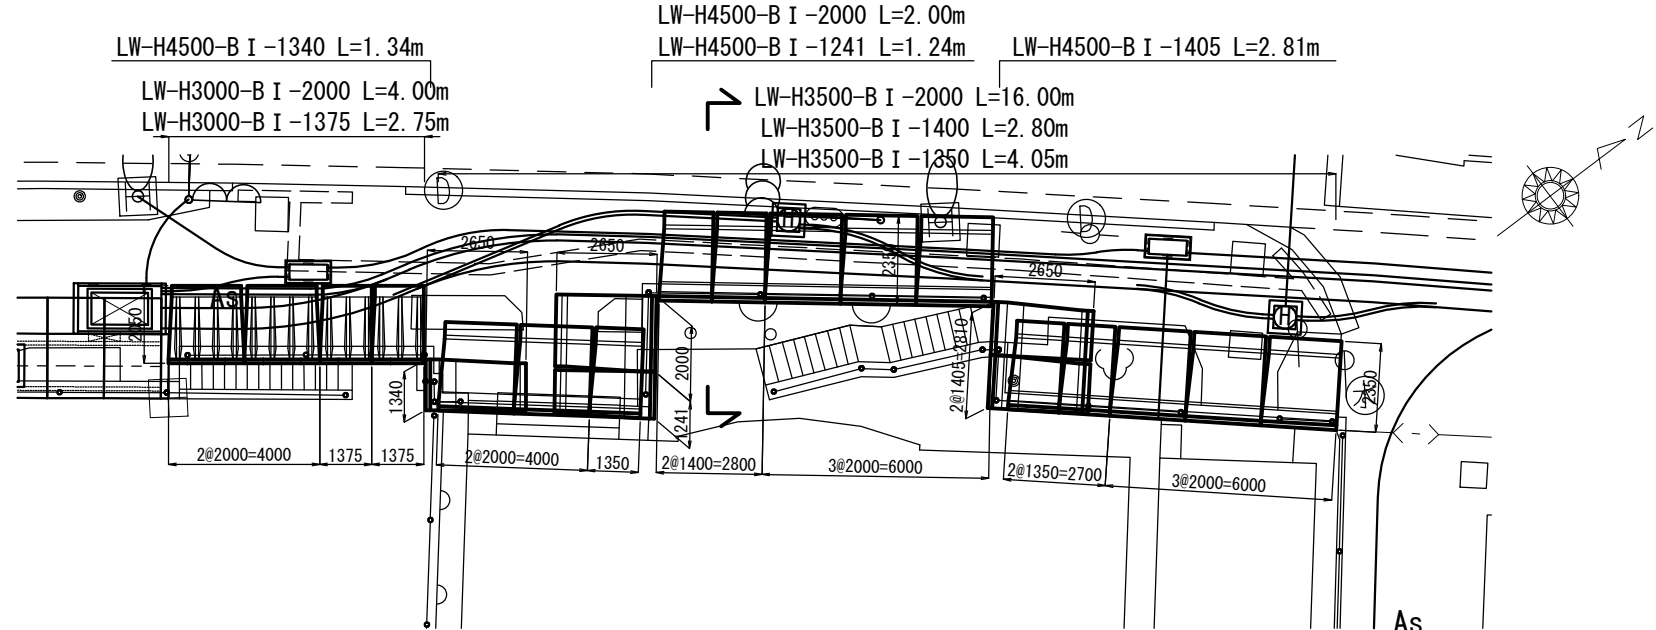 LW-H4500-BⅠ-2000 L=2.00m
LW-H4500-BⅠ-1340 L=1.34m
LW-H4500-BⅠ-1241 L=1.24m
LW-H4500-BⅠ-1405 L=2.81m
LW-H3000-BⅠ-2000 L=4.00m
LW-H3500-BⅠ-2000 L=16.00m
LW-H3000-BⅠ-1375 L=2.75m
LW-H3500-BⅠ-1400 L=2.80m
LW-H3500-BⅠ-1350 L=4.05m
N
D
D
H
2650
2650
2350
2650
As
H
2000
2@1405=2810
1340
2350
1241
2@2000=4000
1375
1375
2@2000=4000
1350
2@1400=2800
3@2000=6000
2@1350=2700
3@2000=6000
As